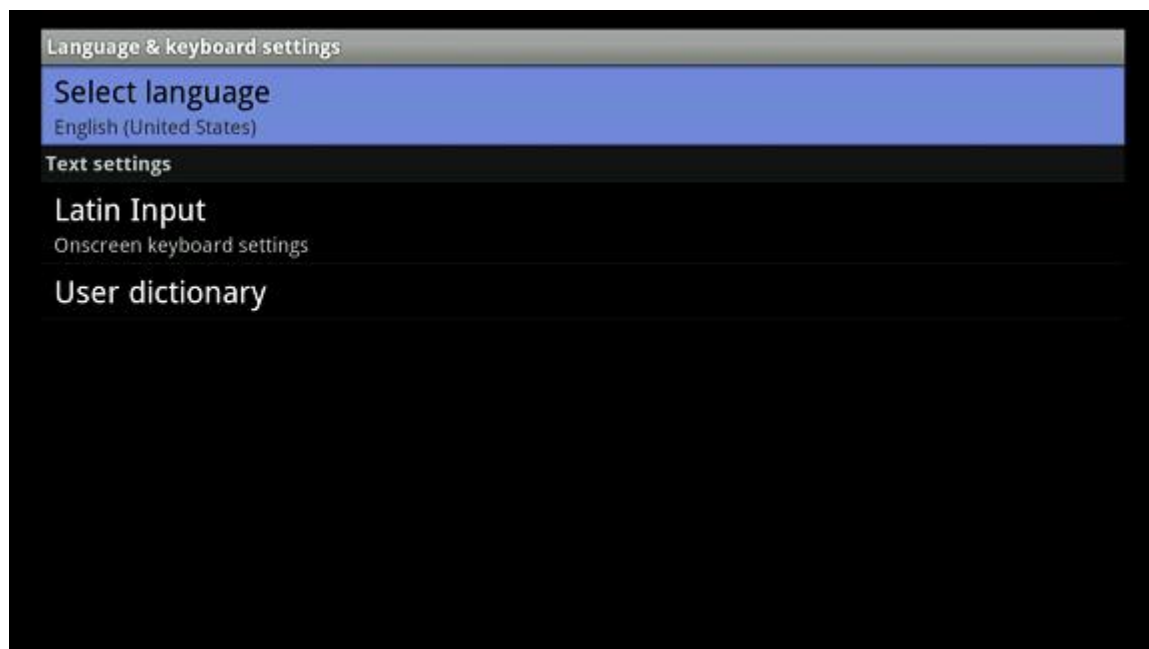 Language & keyboard settings
Select language
English (United States)
Text settings
Latin Input
Onscreen keyboard settings
User dictionary